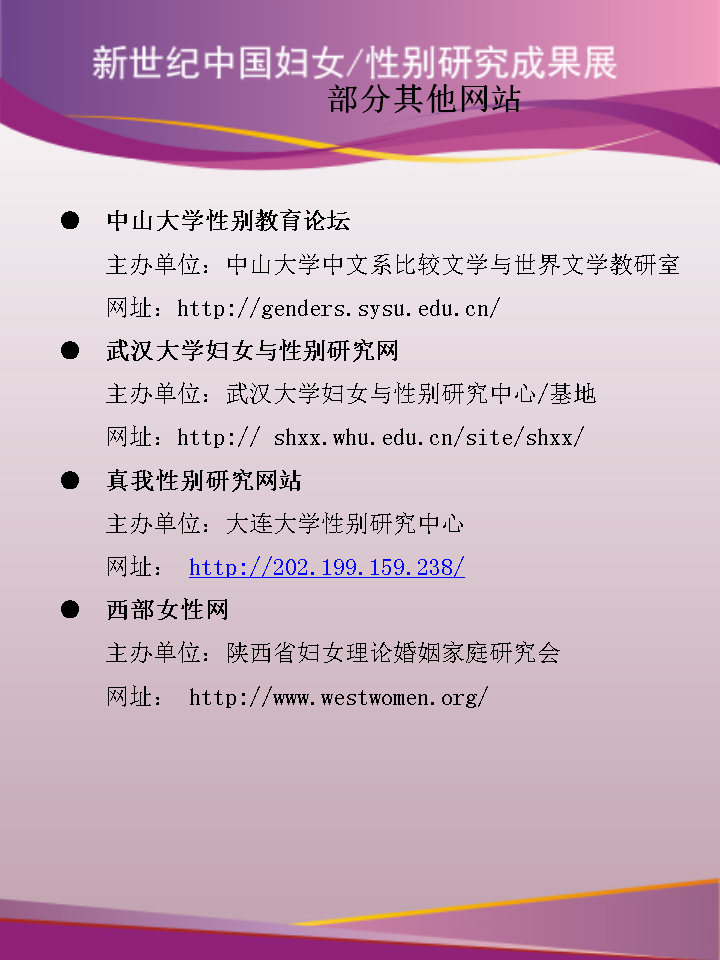 新世纪中国妇女/性别研究成果展
部分其他网站
● 中山大学性别教育论坛
主办单位：中山大学中文系比较文学与世界文学教研室
网址：http://genders.sysu.edu.cn/
● 武汉大学妇女与性别研究网
主办单位：武汉大学妇女与性别研究中心/基地
网址：http:// shxx.whu.edu.cn/site/shxx/
● 真我性别研究网站
主办单位：大连大学性别研究中心
网址： http://202.199.159.238/
● 西部女性网
主办单位：陕西省妇女理论婚姻家庭研究会
网址： http://www.westwomen.org/